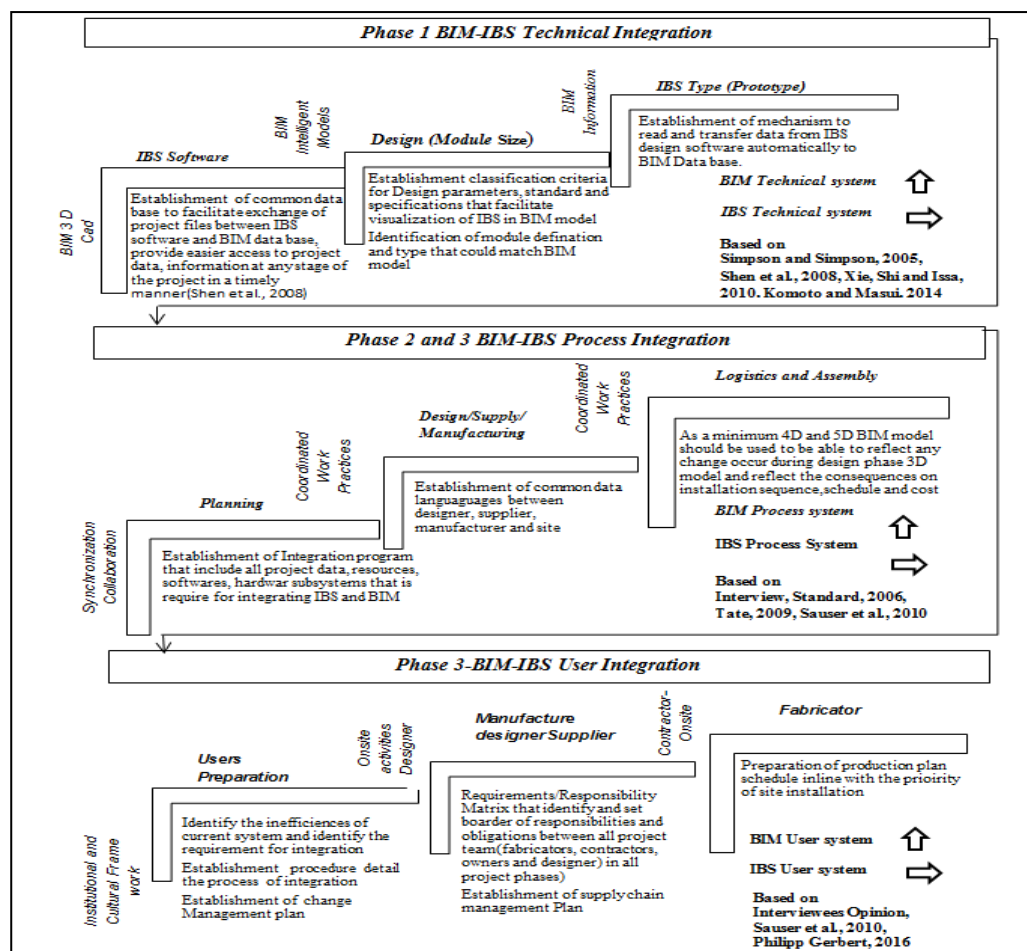 Phase 1 BIM-IBS Technical Integration
BIM 3 D
Cad
IBS Software
Establishment of common data
base to facilitate exchange of
project files between IBS
software and BIM data base,
provide easier access to project
data, information at any stage of
the project in a timely
manner(Shen et al., 2008)
BIM
Intelligent
Models
Design (Module Size)
Establishment classification criteria
for Design parameters, standard and
specifications that facilitate
visualization of IBS in BIM model
Identification of module defination
and type that could match BIM
model
BIM
Information
IBS Type (Prototype)
Establishment of mechanism to
read and transfer data from IBS
design software automatically to
BIM Data base.
BIM Technical system
IBS Technical system
Based on
Simpson and Simpson, 2005,
Shen et al., 2008, Xie, Shi and Issa,
2010. Komoto and Masui. 2014
Phase 2 and 3 BIM-IBS Process Integration
Synchronization
Collaboration
Planning
Establishment of Integration program
that include all project data, resources,
softwares, hardwar subsystems that is
require for integrating IBS and BIM
Coordinated
Work
Practices
Design/Supply/
Manufacturing
Establishment of common data
languaguages between
designer, supplier,
manufacturer and site
Coordinated
Work
Practices
Logistics and Assembly
As a minimum 4D and 5D BIM model
should be used to be able to reflect any
change occur during design phase 3D
model and reflect the consequences on
installation sequence,schedule and cost
BIM Process system
IBS Process System
Based on
Interview, Standard, 2006,
Tate, 2009, Sauser et al., 2010
Phase 3-BIM-IBS User Integration
Institutional and
Cultural Frame
work
Users
Preparation
Identify the inefficiences of
current system and identify the
requirement for integration
Establishment procedure detail
the process of integration
Establishment of change
Management plan
Onsite
activities
Designer
Manufacture
designer Supplier
Requirements/Responsibility
Matrix that identify and set
boarder of responsibilities and
obligations between all project
team(fabricators, contractors,
owners and designer) in all
project phases)
Establishment of supply chain
management Plan
Contractor-
Onsite
Fabricator
Preparation of production plan
schedule inline with the prioirity
of site installation
BIM User system
IBS User system
Based on
Interviewees Opinion,
Sauser et al., 2010,
Philipp Gerbert, 2016